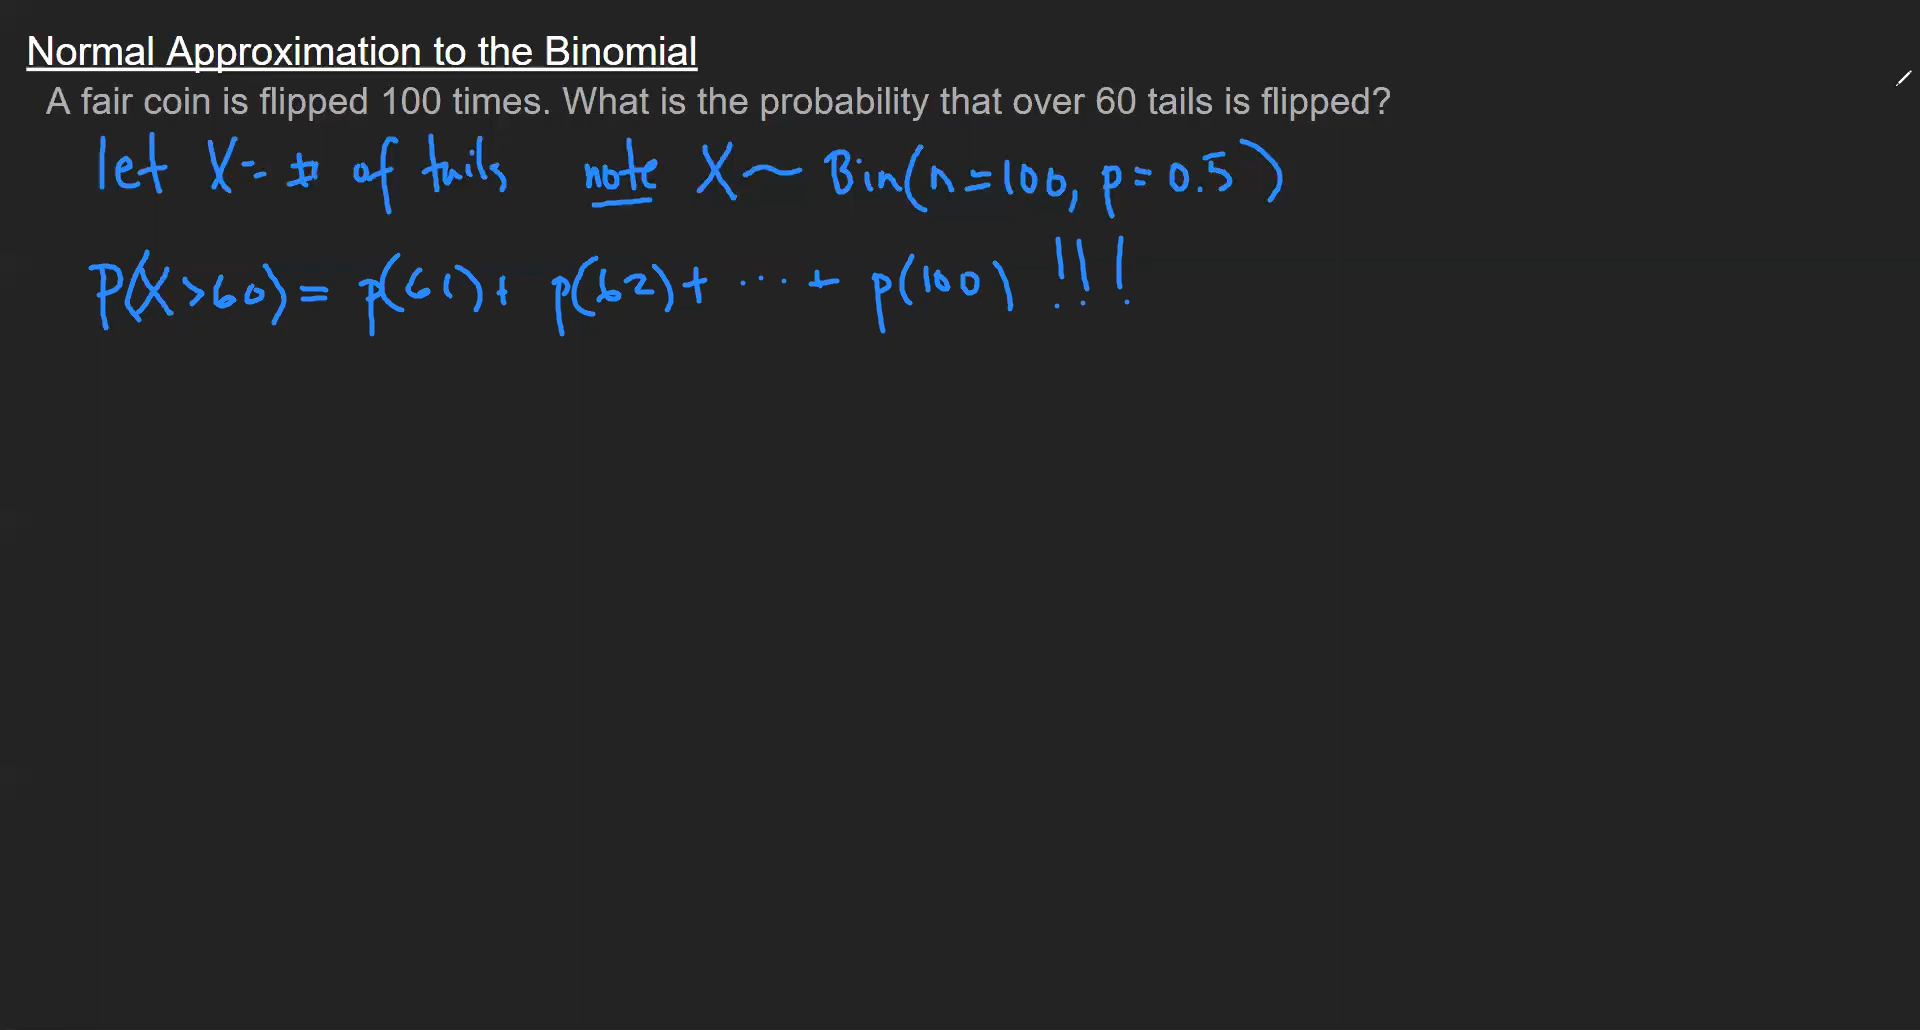 Normal Approximation to the Binomial
A fair coin is flipped 100 times. What is the probability that over 60 tails is flipped?
let X = # of tails note X ~ Bin(n=100, p=0.5)
P(X>60) = p(61) + p(62) + ... + p(100) !!!